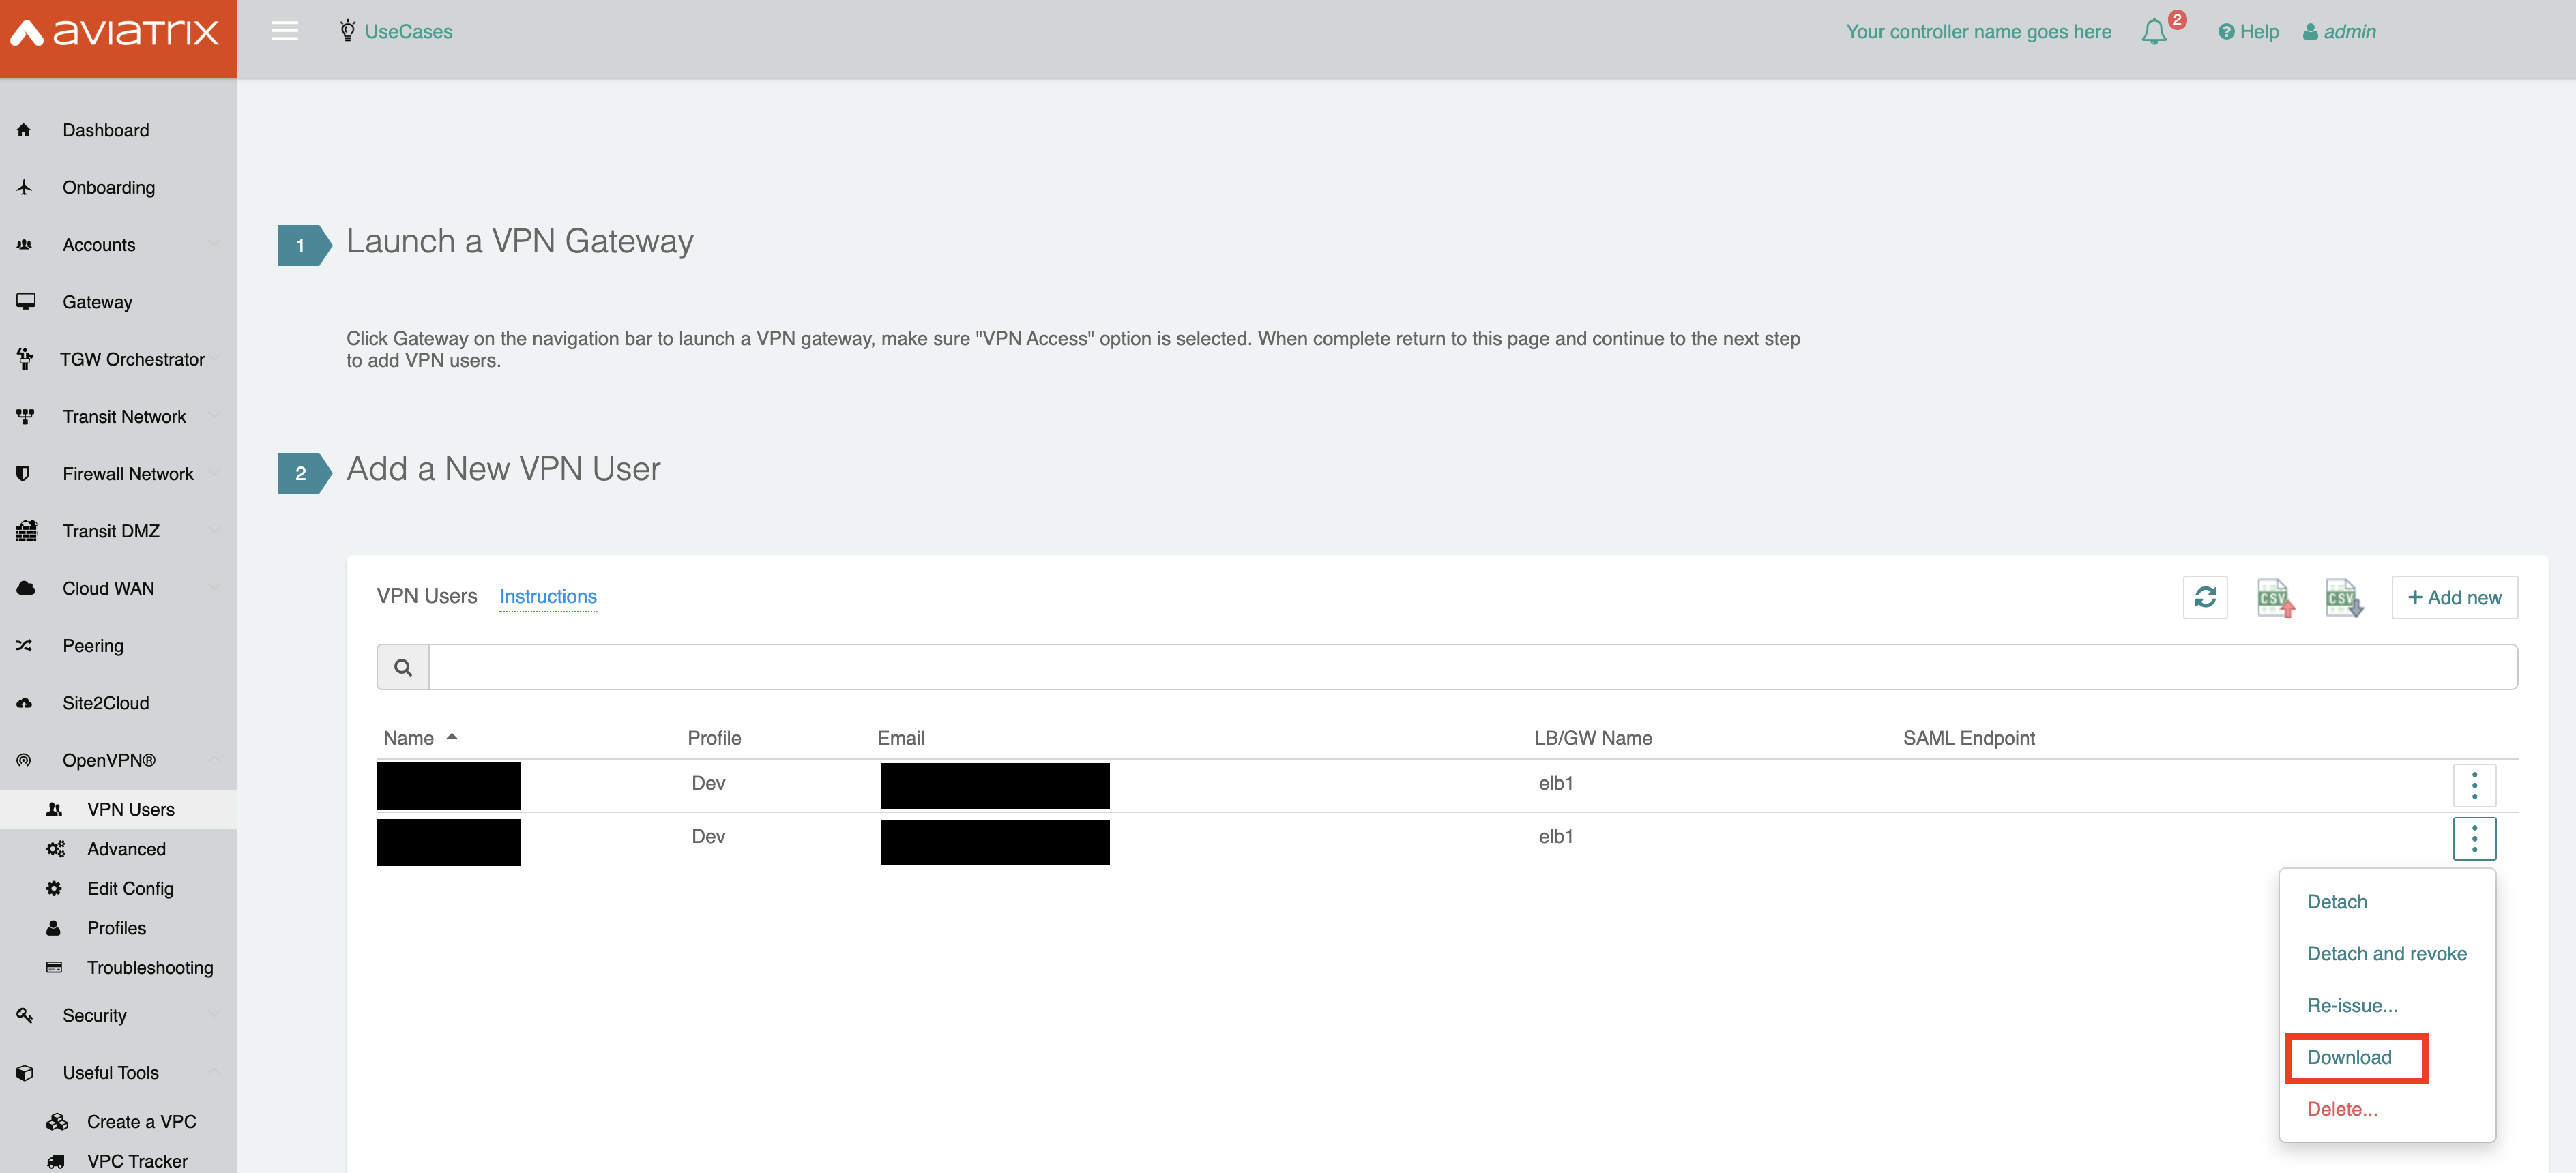 aviatrix
UseCases
Your controller name goes here
2
Help
admin
Dashboard
Onboarding
Accounts
Gateway
TGW Orchestrator
Transit Network
Firewall Network
Transit DMZ
Cloud WAN
Peering
Site2Cloud
OpenVPN®
VPN Users
Advanced
Edit Config
Profiles
Troubleshooting
Security
Useful Tools
Create a VPC
VPC Tracker
1 Launch a VPN Gateway
Click Gateway on the navigation bar to launch a VPN gateway, make sure "VPN Access" option is selected. When complete return to this page and continue to the next step
to add VPN users.
2 Add a New VPN User
VPN Users Instructions
CSV CSV + Add new
Name Profile Email LB/GW Name SAML Endpoint
Dev elb1
Dev elb1
Detach
Detach and revoke
Re-issue...
Download
Delete...